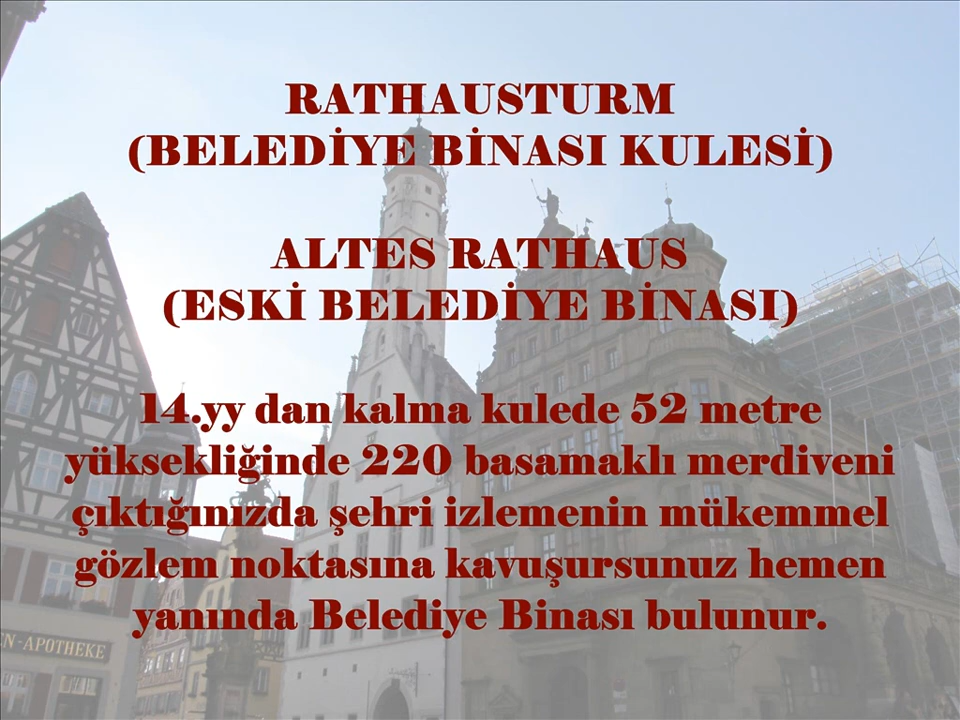 RATHAUSTURM
(BELEDİYE BİNASI KULESİ)
ALTES RATHAUS
(ESKİ BELEDİYE BİNASI)
14.yy dan kalma kulede 52 metre
yüksekliğinde 220 basamaklı merdiveni
çıktığınızda şehri izlemenin mükemmel
gözlem noktasına kavuşursunuz hemen
yanında Belediye Binası bulunur.
EN-APOTHEKE